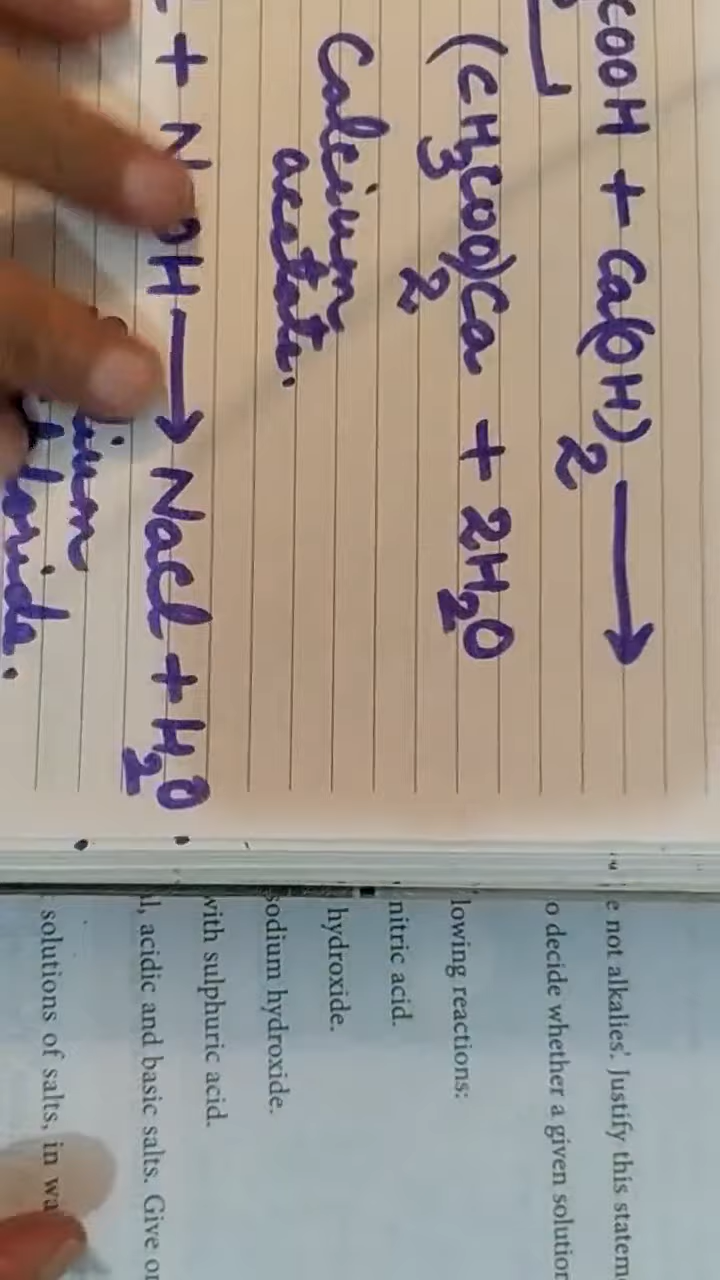 COOH + Ca(OH)2 →
(CH3COO)2Ca + 2H2O
Calcium
acetate.
+ N OH → NaCl + H2O
ium
loride.
e not alkalies'. Justify this statem
o decide whether a given solution
lowing reactions:
nitric acid.
hydroxide.
sodium hydroxide.
with sulphuric acid.
l, acidic and basic salts. Give
solutions of salts, in wa